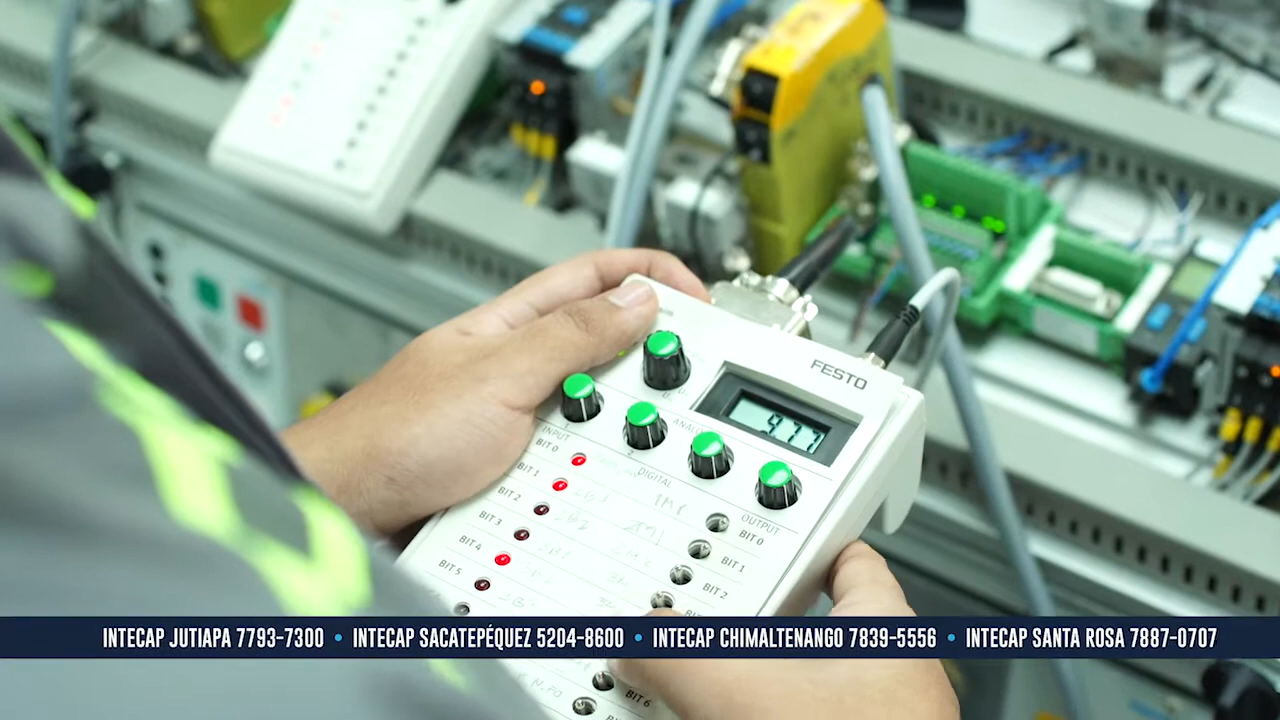 FESTO
9.77
ANALOG
INPUT
DIGITAL
OUTPUT
BIT 0
BIT 1
BIT 2
BIT 3
BIT 4
BIT 5
BIT 0
BIT 1
BIT 2
INTECAP JUTIAPA 7793-7300 • INTECAP SACATEPÉQUEZ 5204-8600 • INTECAP CHIMALTENANGO 7839-5556 • INTECAP SANTA ROSA 7887-0707
BIT 6